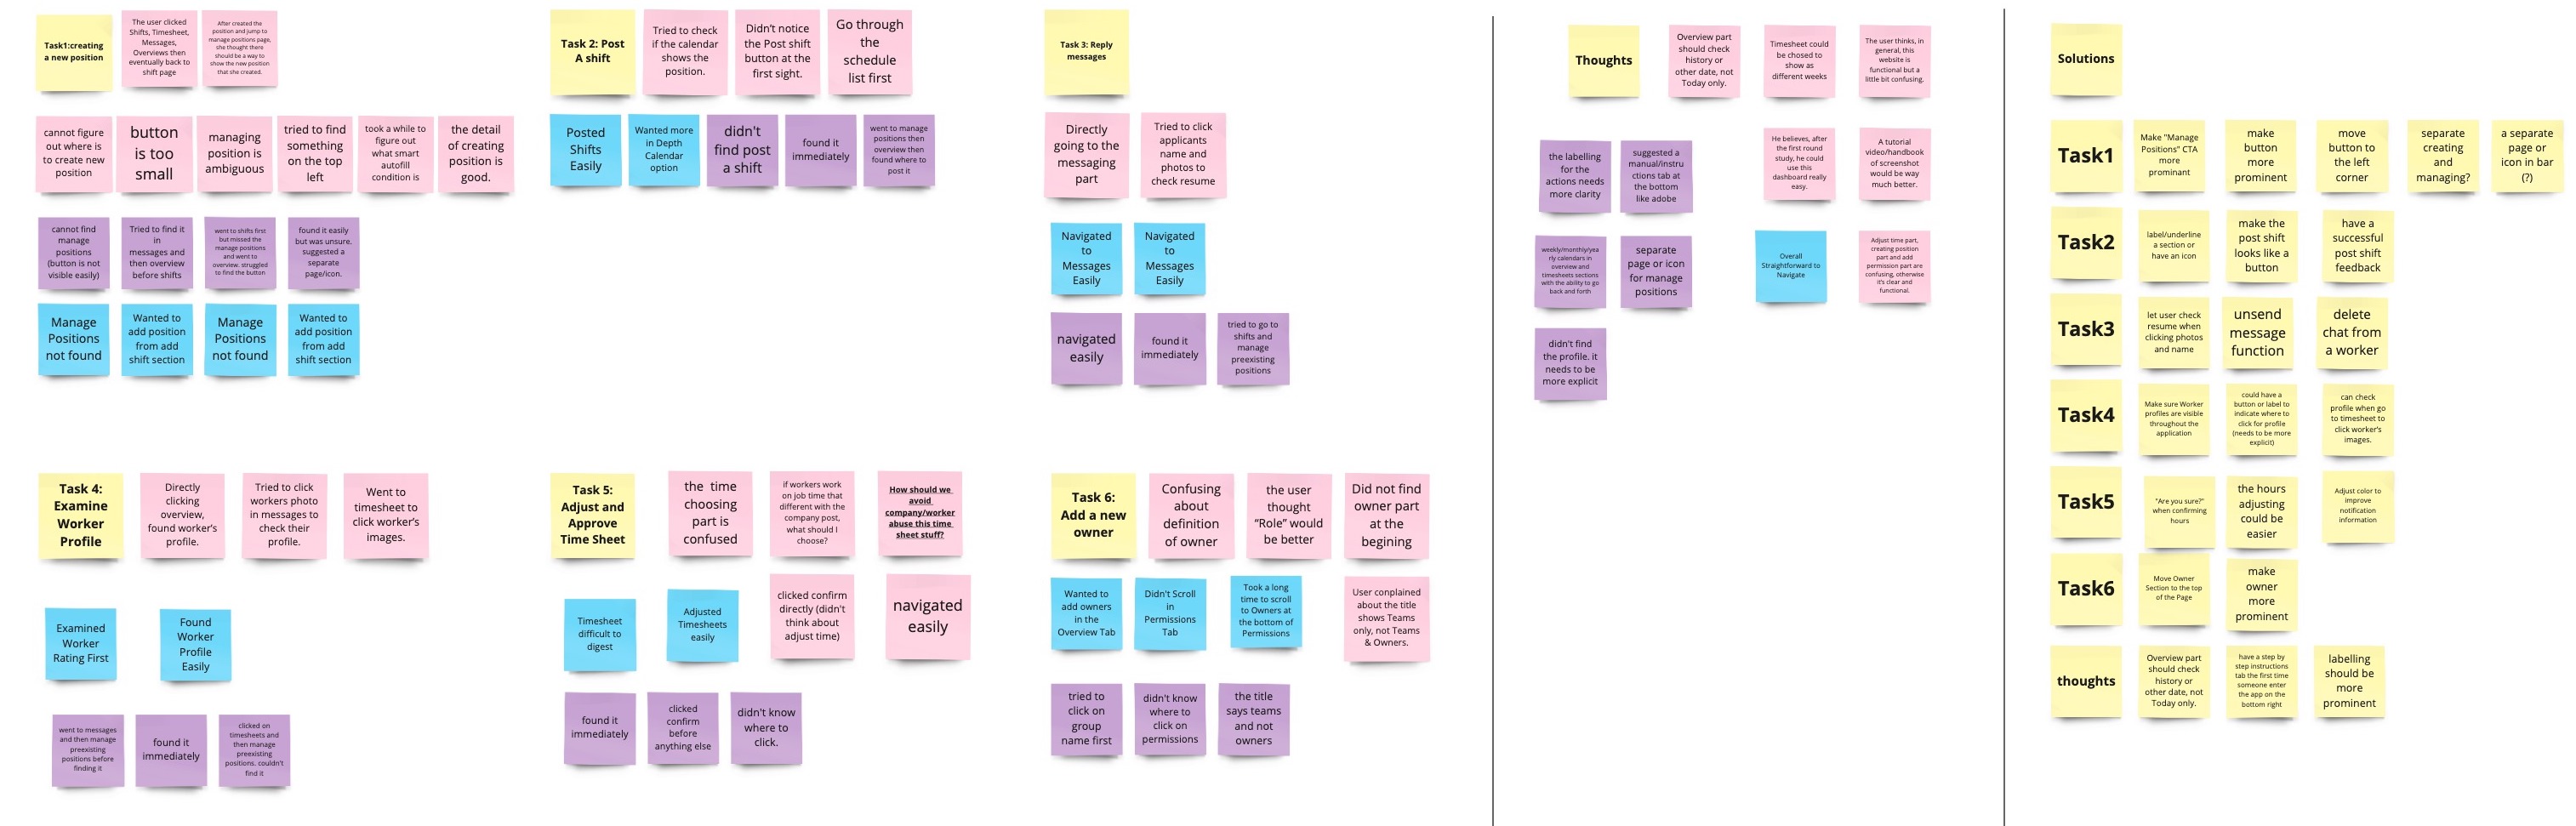 Task1:creating
a new position
The user clicked
Shifts, Timesheet,
Messages,
Overviews then
eventually back to
shift page
After created the
position and jump to
manage positions page,
she thought there
should be a way to
show the new position
that she created.
cannot figure
out where is
to create new
position
button
is too
small
managing
position is
ambiguous
tried to find
something
on the top
left
took a while to
figure out
what smart
autofill
condition is
the detail
of creating
position is
good.
cannot find
manage
positions
(button is not
visible easily)
Tried to find it
in
messages and
then overview
before shifts
went to shifts first
but missed the
manage positions
and went to
overview. struggled
to find the button
found it easily
but was unsure.
suggested a
separate
page/icon.
Manage
Positions
not found
Wanted to
add position
from add
shift section
Manage
Positions
not found
Wanted to
add position
from add
shift section
Task 2: Post
A shift
Tried to check
if the calendar
shows the
position.
Didn't notice
the Post shift
button at the
first sight.
Go through
the
schedule
list first
Posted
Shifts
Easily
Wanted more
in Depth
Calendar
option
didn't
find post
a shift
found it
immediately
went to manage
positions then
overview then
found where to
post it
Task 3: Reply
messages
Directly
going to the
messaging
part
Tried to click
applicants
name and
photos to
check resume
Navigated
to
Messages
Easily
Navigated
to
Messages
Easily
navigated
easily
found it
immediately
tried to go to
shifts and
manage
preexisting
positions
Task 4:
Examine
Worker
Profile
Directly
clicking
overview,
found worker's
profile.
Tried to click
workers photo
in messages to
check their
profile.
Went to
timesheet to
click worker's
images.
Examined
Worker
Rating First
Found
Worker
Profile
Easily
went to messages
and then manage
preexisting
positions before
finding it
found it
immediately
clicked on
timesheets and
then manage
preexisting
positions. couldn't
find it
Task 5:
Adjust and
Approve
Time Sheet
the time
choosing
part is
confused
if workers work
on job time that
different with the
company post,
what should I
choose?
How should we
avoid
company/worker
abuse this time
sheet stuff?
Timesheet
difficult to
digest
Adjusted
Timesheets
easily
clicked confirm
directly (didn't
think about
adjust time)
navigated
easily
found it
immediately
clicked
confirm
before
anything else
didn't know
where to
click.
Task 6:
Add a new
owner
Confusing
about
definition
of owner
the user
thought
"Role" would
be better
Did not find
owner part
at the
begining
Wanted to
add owners
in the
Overview Tab
Didn't Scroll
in
Permissions
Tab
Took a long
time to scroll
to Owners at
the bottom of
Permissions
User conplained
about the title
shows Teams
only, not Teams
& Owners.
tried to
click on
group
name first
didn't know
where to
click on
permissions
the title
says teams
and not
owners
Thoughts
Overview part
should check
history or
other date, not
Today only.
Timesheet could
be chosed to
show as
different weeks
The user thinks, in
general, this
website is
functional but a
little bit confusing.
the labelling
for the
actions needs
more clarity
suggested a
manual/instru
ctions tab at
the bottom
like adobe
He believes, after
the first round
study, he could
use this
dashboard really
easy.
A tutorial
video/handbook
of screenshot
would be way
much better.
weekly/monthly/yea
rly calendars in
overview and
timesheets sections
with the ability to go
back and forth
separate
page or icon
for manage
positions
Overall
Straightforward to
Navigate
Adjust time part,
creating position
part and add
permission part are
confusing, otherwise
it's clear and
functional.
didn't find
the profile. it
needs to be
more explicit
Solutions
Task1
Make "Manage
Positions" CTA
more
prominant
make
button
more
prominent
move
button to
the left
corner
separate
creating
and
managing?
a separate
page or
icon in bar
(?)
Task2
label/underline
a section or
have an icon
make the
post shift
looks like a
button
have a
successful
post shift
feedback
Task3
let user check
resume when
clicking photos
and name
unsend
message
function
delete
chat from
a worker
Task4
Make sure Worker
profiles are visible
throughout the
application
could have a
button or label to
indicate where to
click for profile
(needs to be more
explicit)
can check
profile when go
to timesheet to
click worker's
images.
Task5
"Are you sure?"
when confirming
hours
the hours
adjusting
could be
easier
Adjust color to
improve
notification
information
Task6
Move Owner
Section to the top
of the Page
make
owner
more
prominent
thoughts
Overview part
should check
history or
other date, not
Today only.
have a step by
step instructions
tab the first time
someone enter
the app on the
bottom right
labelling
should be
more
prominent